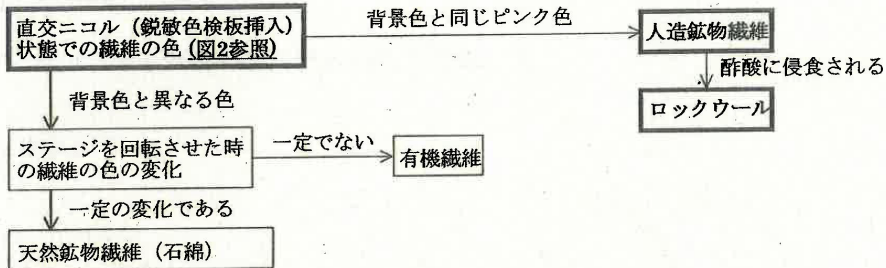 直交ニコル（鋭敏色検板挿入）
状態での繊維の色（図2参照）
背景色と同じピンク色
人造鉱物繊維
酢酸に侵食される
ロックウール
背景色と異なる色
ステージを回転させた時
の繊維の色の変化
一定でない
有機繊維
一定の変化である
天然鉱物繊維（石綿）